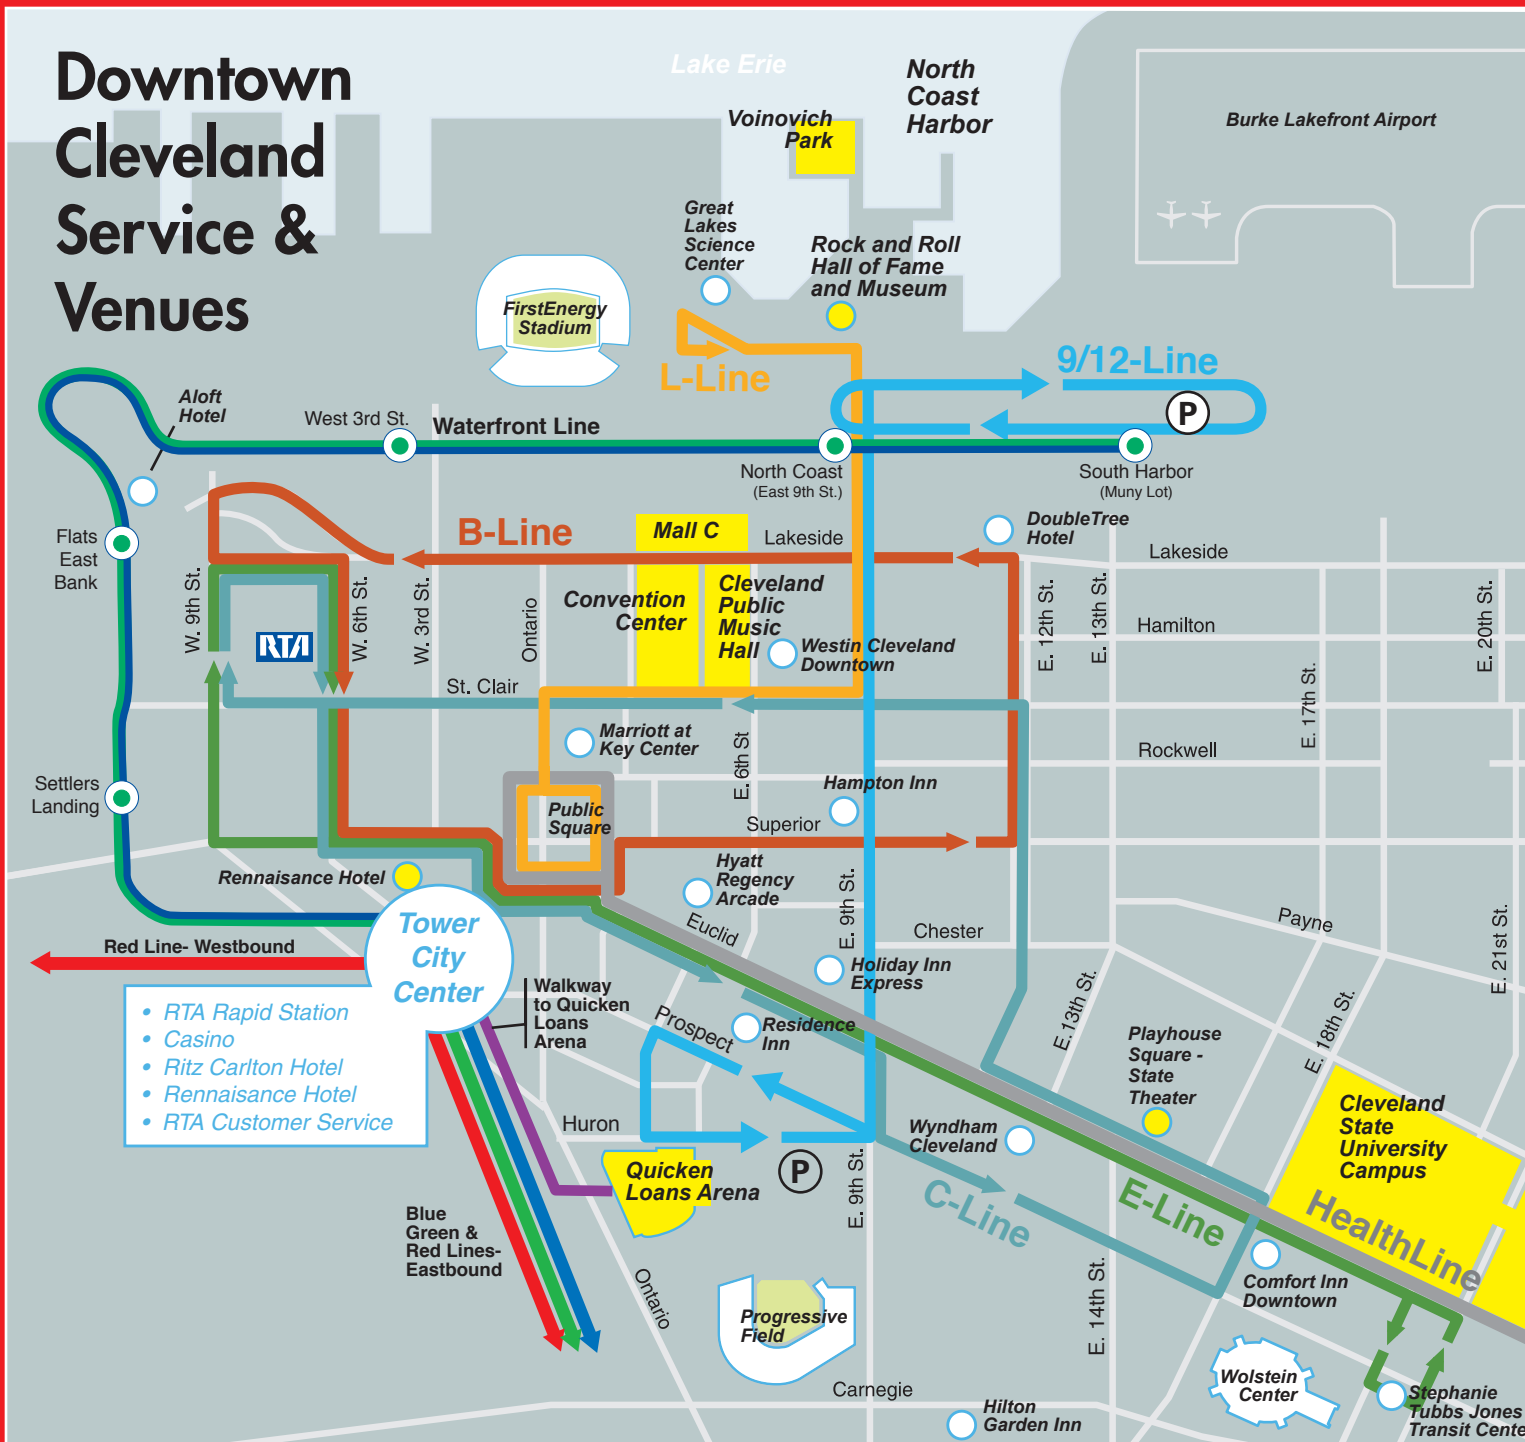 Downtown
Cleveland
Service &
Venues
Lake Erie
North
Coast
Harbor
Voinovich
Park
Burke Lakefront Airport
Great
Lakes
Science
Center
Rock and Roll
Hall of Fame
and Museum
FirstEnergy
Stadium
L-Line
9/12-Line
P
Aloft
Hotel
West 3rd St.
Waterfront Line
North Coast
(East 9th St.)
South Harbor
(Muny Lot)
Flats
East
Bank
B-Line
Mall C
Lakeside
DoubleTree
Hotel
Lakeside
W. 9th St.
W. 6th St.
W. 3rd St.
Ontario
RTA
Convention
Center
Cleveland
Public
Music
Hall
Westin Cleveland
Downtown
E. 12th St.
E. 13th St.
Hamilton
E. 17th St.
E. 20th St.
St. Clair
Marriott at
Key Center
E. 6th St
Rockwell
Settlers
Landing
Public
Square
Hampton Inn
Superior
Rennaisance Hotel
Hyatt
Regency
Arcade
E. 9th St.
Euclid
Chester
Payne
E. 21st St.
Tower
City
Center
Red Line- Westbound
Walkway
to Quicken
Loans
Arena
Holiday Inn
Express
• RTA Rapid Station
• Casino
• Ritz Carlton Hotel
• Rennaisance Hotel
• RTA Customer Service
Prospect
Residence
Inn
E. 13th St.
E. 18th St.
Playhouse
Square -
State
Theater
Huron
Wyndham
Cleveland
Cleveland
State
University
Campus
Quicken
Loans Arena
P
E. 9th St.
C-Line
E-Line
HealthLine
Blue
Green &
Red Lines-
Eastbound
Ontario
Progressive
Field
E. 14th St.
Comfort Inn
Downtown
Carnegie
Hilton
Garden Inn
Wolstein
Center
Stephanie
Tubbs Jones
Transit Cente